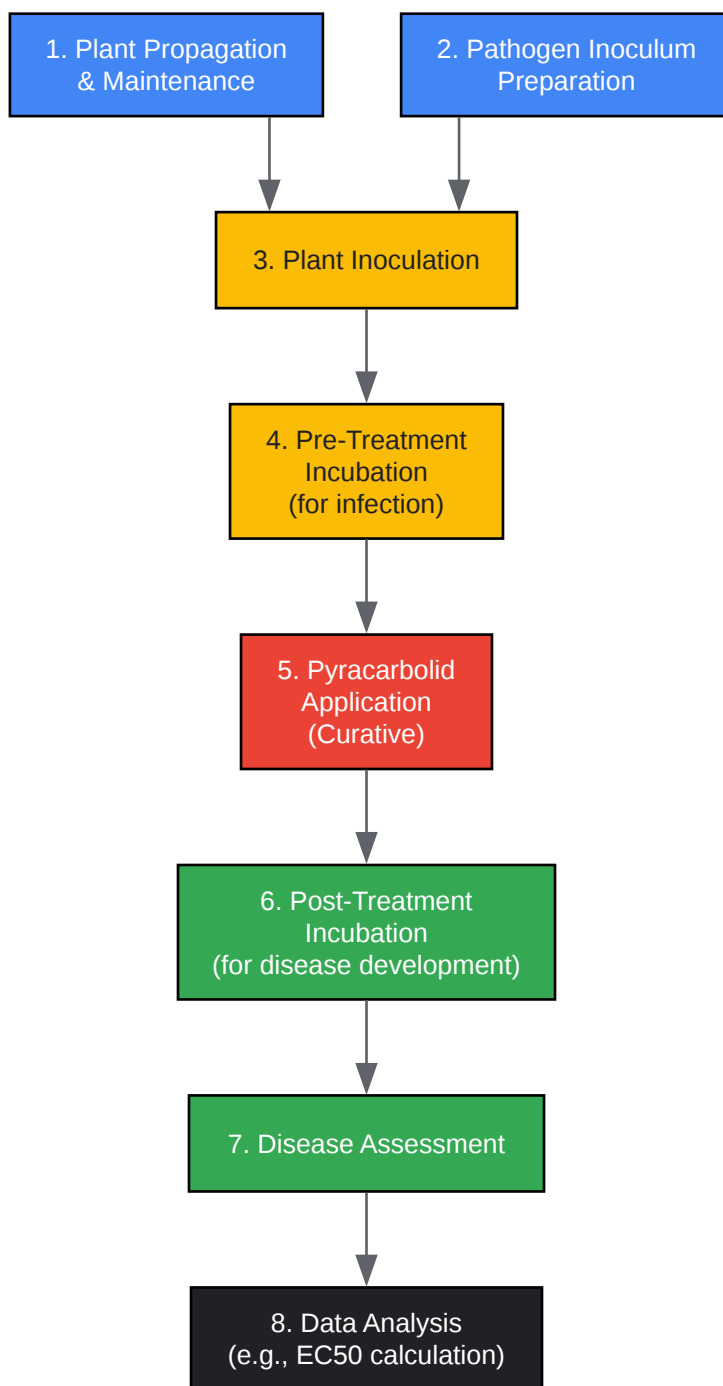 1. Plant Propagation
& Maintenance
2. Pathogen Inoculum
Preparation
3. Plant Inoculation
4. Pre-Treatment
Incubation
(for infection)
5. Pyracarbolid
Application
(Curative)
6. Post-Treatment
Incubation
(for disease development)
7. Disease Assessment
8. Data Analysis
(e.g., EC50 calculation)